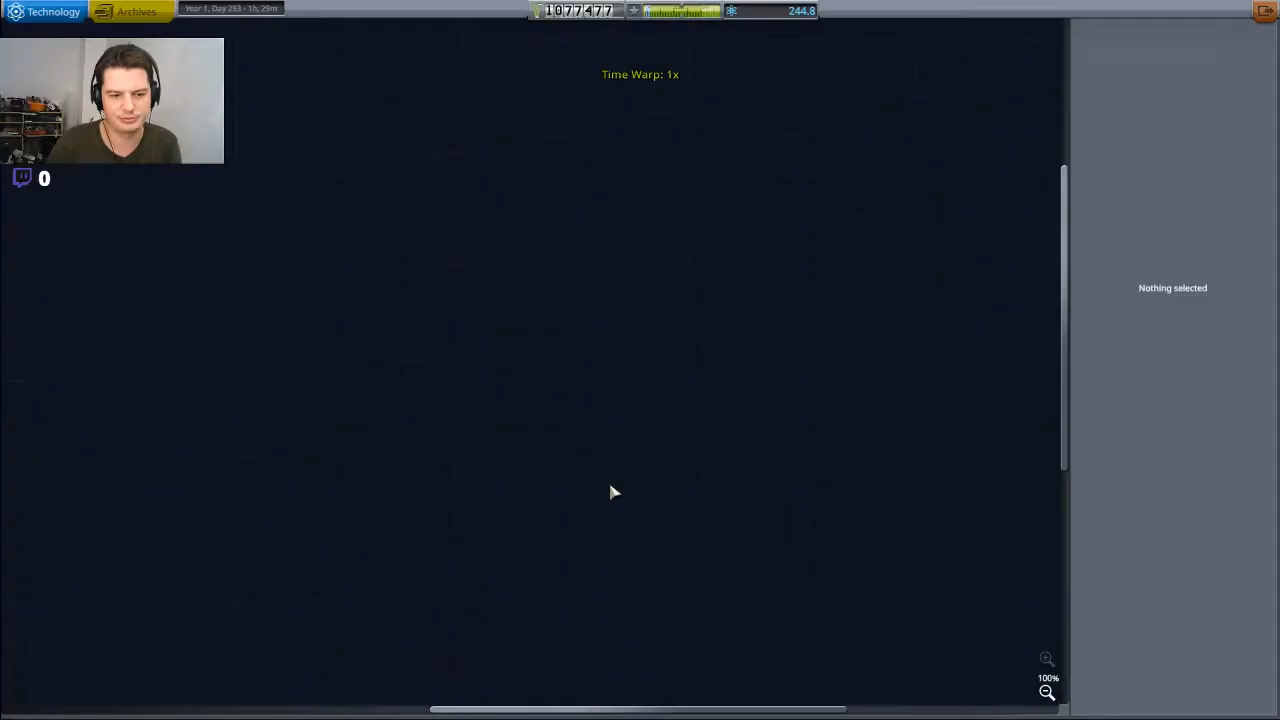 Technology
Archives
Year 1, Day 253 - 1h, 29m
1077477
244.8
Time Warp: 1x
0
Nothing selected
100%